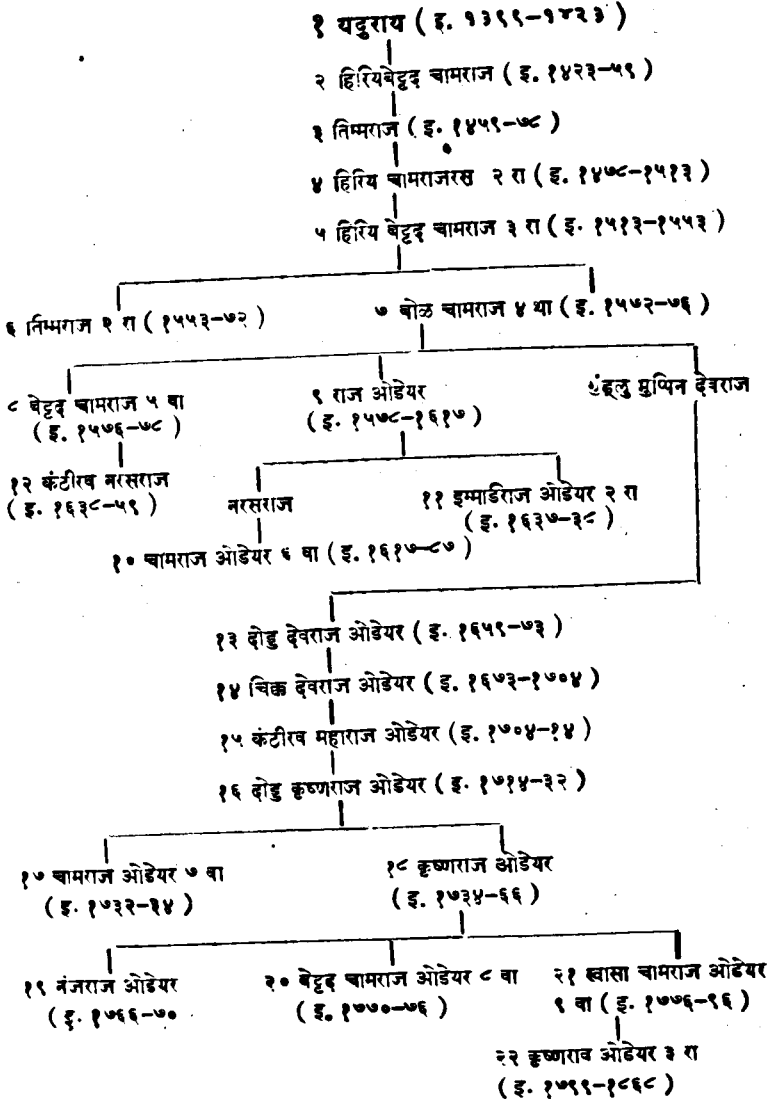 १ यदुराय ( इ. १३९९-१४२३ )
२ हिरियबेट्टद चामराज ( इ. १४२३-५९ )
३ तिम्मराज ( इ. १४५९-७८ )
४ हिरिय चामराजरस २ रा ( इ. १४७८-१५१३ )
५ हिरिय बेट्टद चामराज ३ रा ( इ. १५१३-१५५३ )
६ तिम्मराज २ रा ( १५५३-७२ )
७ बोळ चामराज ४ था ( इ. १५७२-७६ )
८ बेट्टद चामराज ५ वा
( इ. १५७६-७८ )
९ राज ओडेयर
( इ. १५७८-१६१७ )
मुप्पिन देवराज
१२ कंटीरव नरसराज
( इ. १६३८-५९ )
नरसराज
११ इम्माडिराज ओडेयर २ रा
( इ. १६३७-३८ )
१० चामराज ओडेयर ६ वा ( इ. १६१७-८७ )
१३ दोड्ड देवराज ओडेयर ( इ. १६५९-७३ )
१४ चिक्क देवराज ओडेयर ( इ. १६७३-१७०४ )
१५ कंटीरव महाराज ओडेयर ( इ. १७०४-१४ )
१६ दोड्ड कृष्णराज ओडेयर ( इ. १७१४-३२ )
१७ चामराज ओडेयर ७ वा
( इ. १७३२-३४ )
१८ कृष्णराज ओडेयर
( इ. १७३४-६६ )
१९ नंजराज ओडेयर
( इ. १७६६-७०
२० बेट्टद चामराज ओडेयर ८ वा
( इ. १७७०-७६ )
२१ खासा चामराज ओडेयर
९ वा ( इ. १७७६-९६ )
२२ कृष्णराव ओडेयर ३ रा
( इ. १७९९-१८६८ )